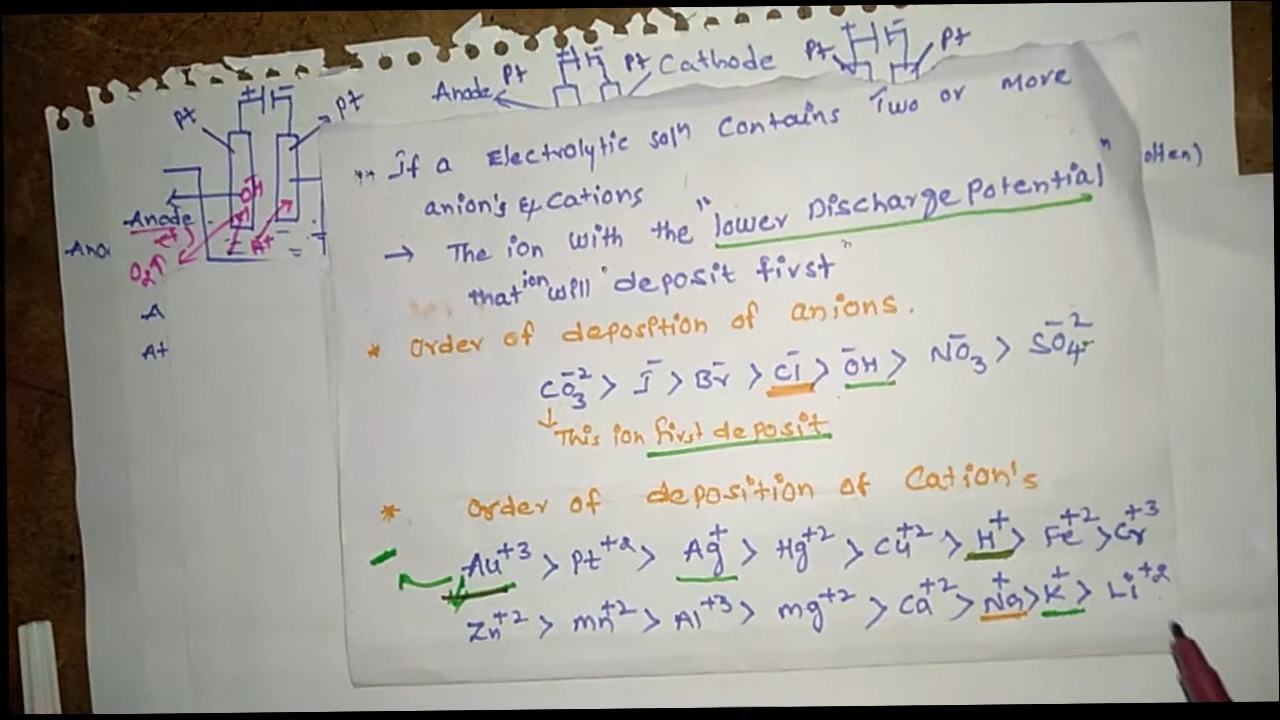 Pt Pt Cathode Pt Pt
Anode
Pt + - Pt
OH
Anode
Ano
O2↑
A+
A
A+
** If a Electrolytic solⁿ contains Two or more
anion's & Cations
→ The ion with the "lower Discharge Potential"
that ion will "deposit first"
* order of deposition of anions.
CO₃⁻² > I⁻ > Br⁻ > Cl⁻ > OH⁻ > NO₃⁻ > SO₄⁻²
↓
This ion first deposit
* order of deposition of Cation's
Au⁺³ > Pt⁺² > Ag⁺ > Hg⁺² > Cu⁺² > H⁺ > Fe⁺² > Cr⁺³
Zn⁺² > mn⁺² > Al⁺³ > mg⁺² > Ca⁺² > Na⁺ > K⁺ > Li⁺²